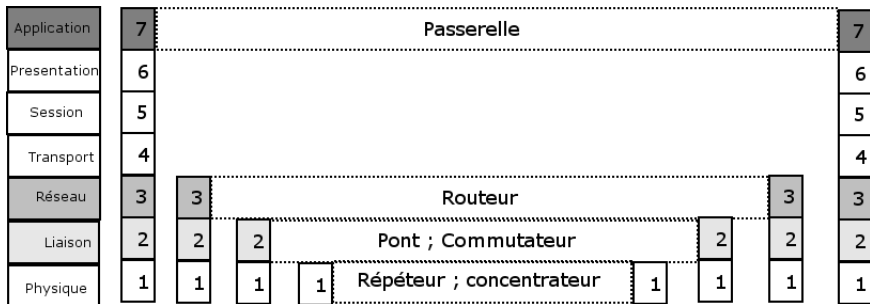 Application 7 Passerelle 7
Presentation 6 6
Session 5 5
Transport 4 4
Réseau 3 3 Routeur 3 3
Liaison 2 2 2 Pont ; Commutateur 2 2 2
Physique 1 1 1 1 Répéteur ; concentrateur 1 1 1 1